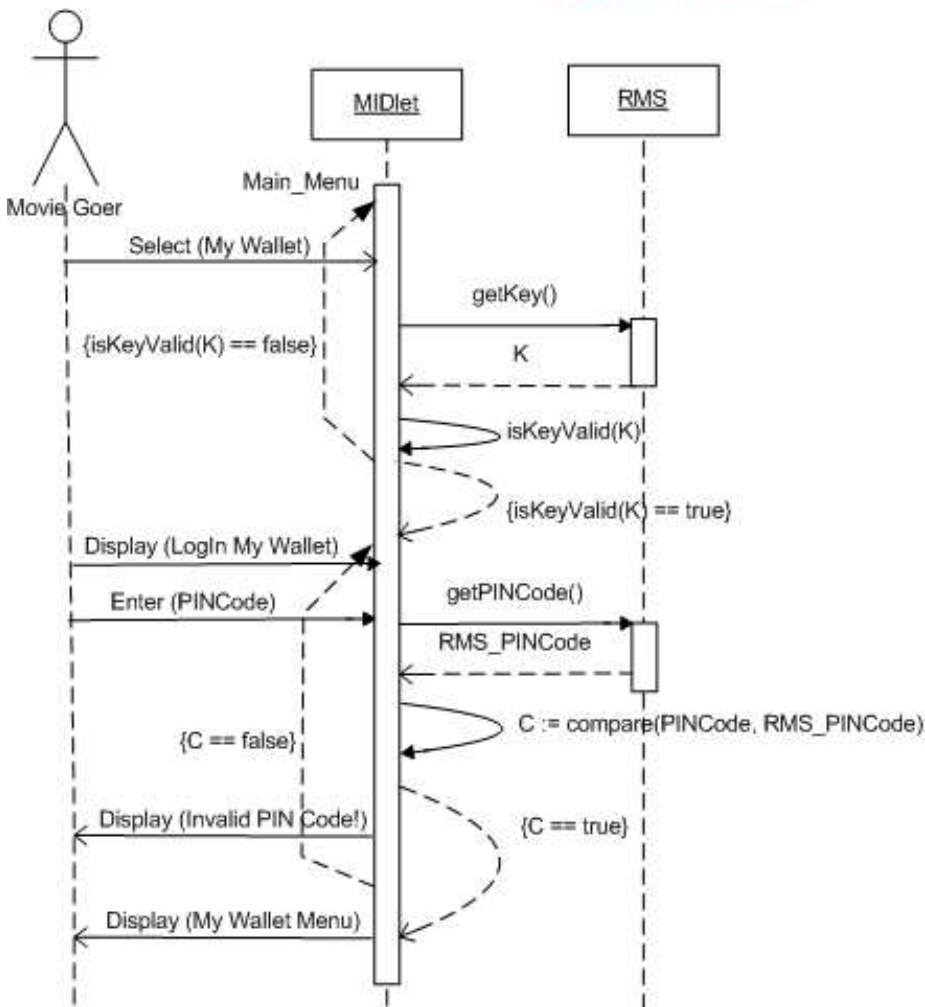 MIDlet
RMS
Main_Menu
Movie Goer
Select (My Wallet)
getKey()
{isKeyValid(K) == false}
K
isKeyValid(K)
{isKeyValid(K) == true}
Display (LogIn My Wallet)
Enter (PINCode)
getPINCode()
RMS_PINCode
C := compare(PINCode, RMS_PINCode)
{C == false}
Display (Invalid PIN Code!)
{C == true}
Display (My Wallet Menu)